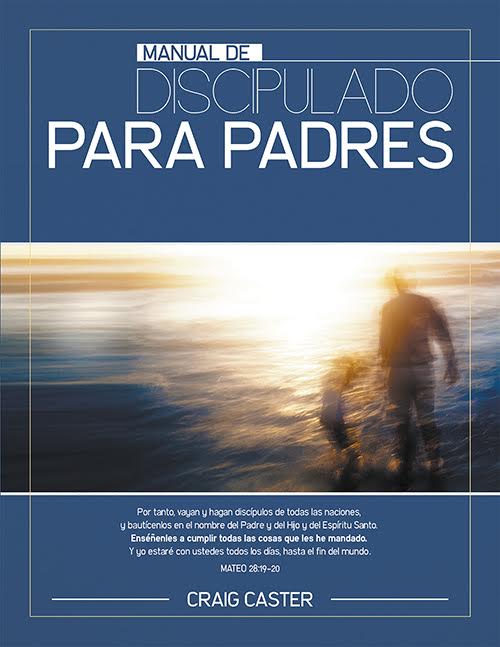 MANUAL DE
DISCIPULADO
PARA PADRES
Por tanto, vayan y hagan discípulos de todas las naciones,
y bautícenlos en el nombre del Padre y del Hijo y del Espíritu Santo.
Enséñenles a cumplir todas las cosas que les he mandado.
Y yo estaré con ustedes todos los días, hasta el fin del mundo.
MATEO 28:19–20
CRAIG CASTER